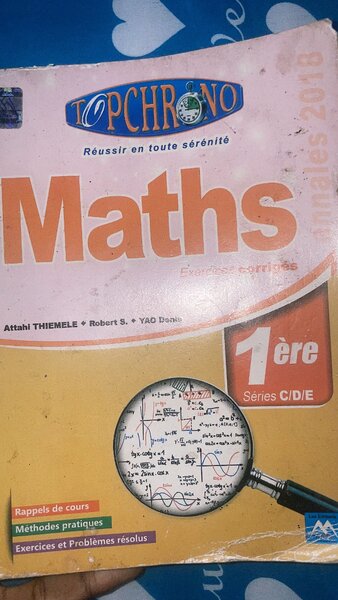 TOPCHRONO
Réussir en toute sérénité
Annales 2018
Maths
Exercices corrigés
Attahi THIEMELE Robert S. YAO Denis
1ère
Séries C/D/E
Rappels de cours
Méthodes pratiques
Exercices et Problèmes résolus